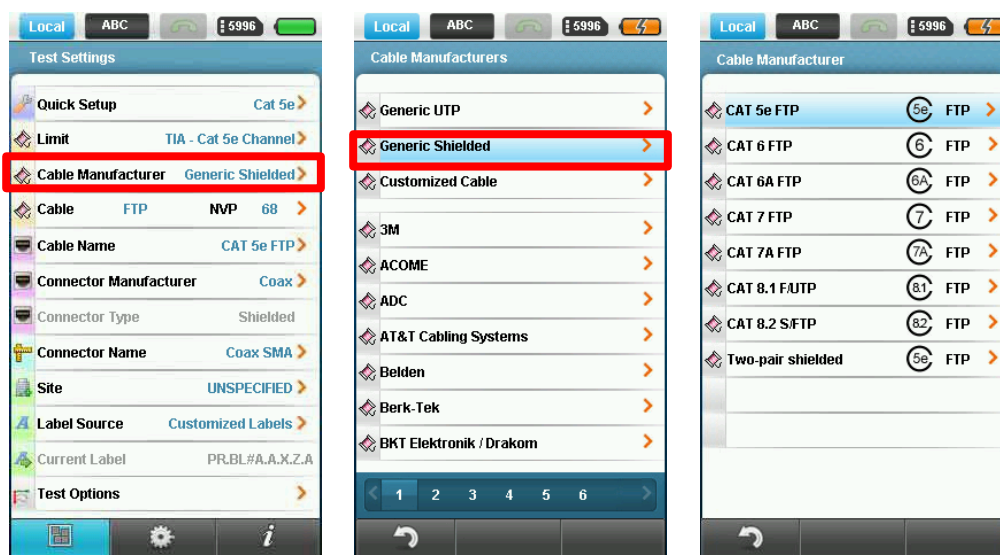 Local ABC 5996
Test Settings
Quick Setup Cat 5e
Limit TIA - Cat 5e Channel
Cable Manufacturer Generic Shielded
Cable FTP NVP 68
Cable Name CAT 5e FTP
Connector Manufacturer Coax
Connector Type Shielded
Connector Name Coax SMA
Site UNSPECIFIED
Label Source Customized Labels
Current Label PR.BL#A.A.X.Z.A
Test Options
i
Local ABC 5996
Cable Manufacturers
Generic UTP
Generic Shielded
Customized Cable
3M
ACOME
ADC
AT&T Cabling Systems
Belden
Berk-Tek
BKT Elektronik / Drakom
< 1 2 3 4 5 6 >
Local ABC 5996
Cable Manufacturer
CAT 5e FTP 5e FTP
CAT 6 FTP 6 FTP
CAT 6A FTP 6A FTP
CAT 7 FTP 7 FTP
CAT 7A FTP 7A FTP
CAT 8.1 F/UTP 8.1 FTP
CAT 8.2 S/FTP 8.2 FTP
Two-pair shielded 5e FTP